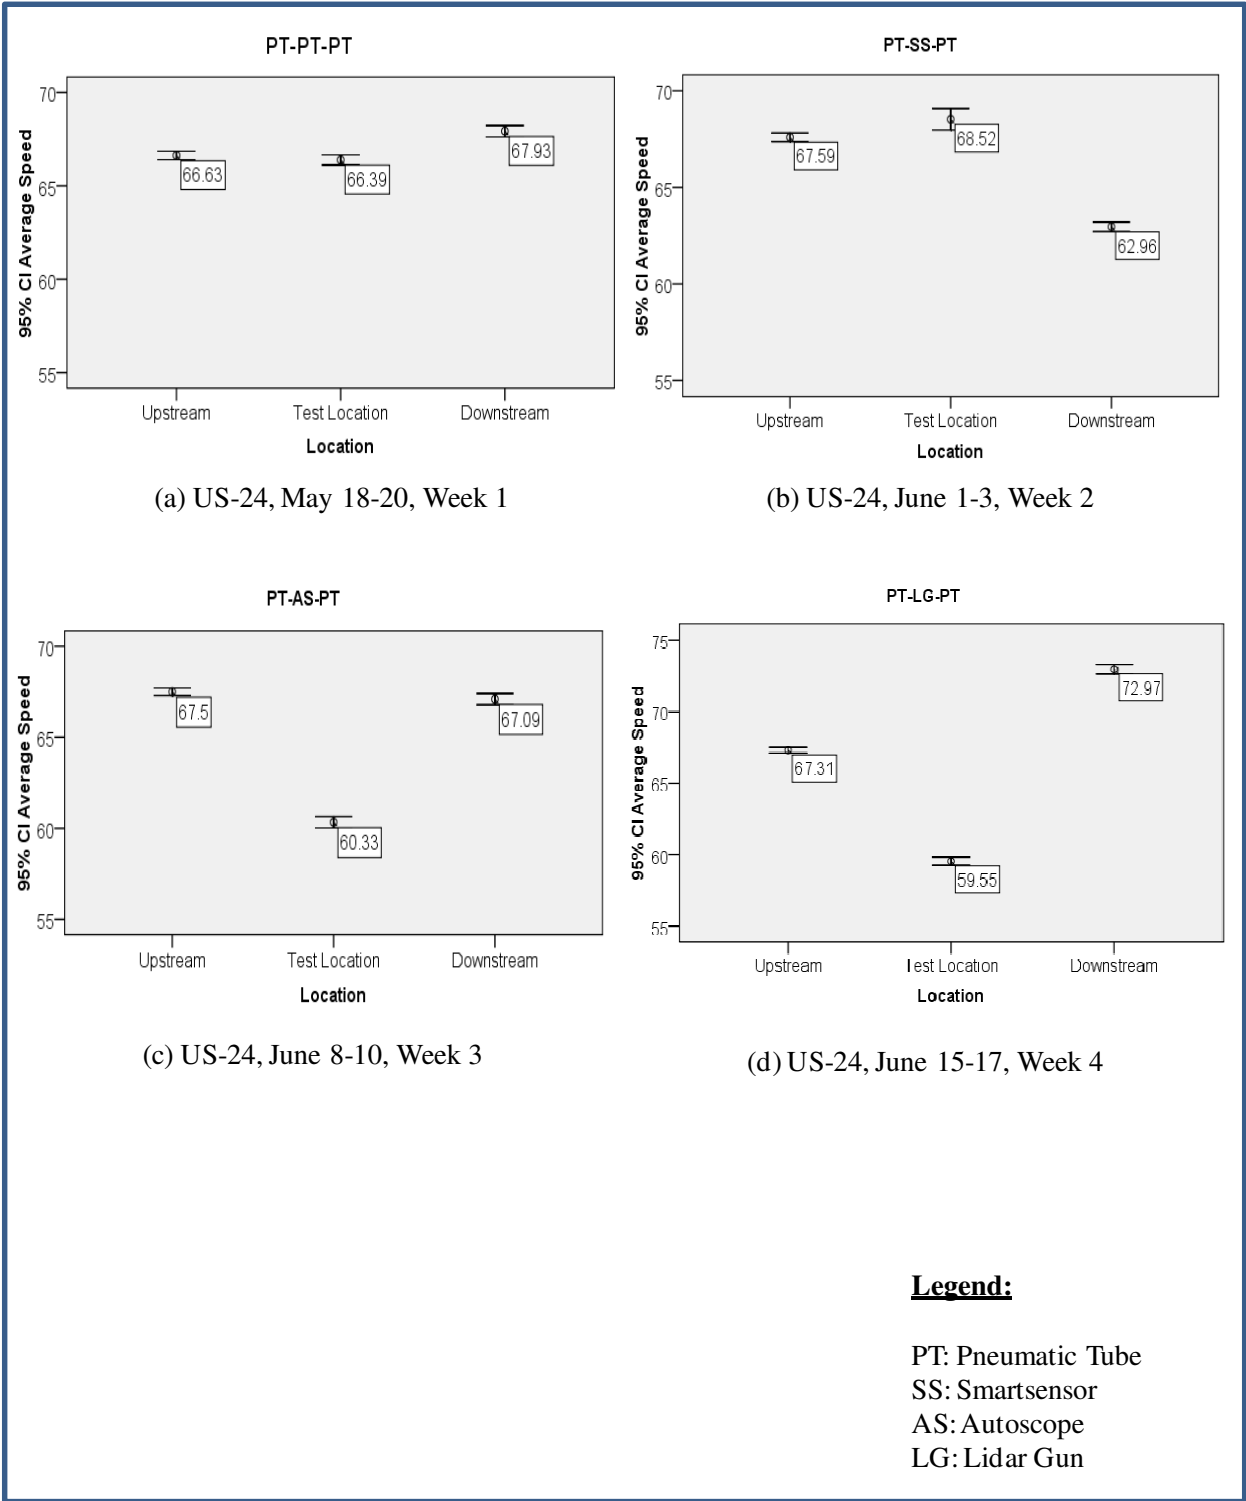 PT-PT-PT
95% CI Average Speed
70
65
60
55
66.63
66.39
67.93
Upstream Test Location Downstream
Location
(a) US-24, May 18-20, Week 1
PT-SS-PT
95% CI Average Speed
70
65
60
55
67.59
68.52
62.96
Upstream Test Location Downstream
Location
(b) US-24, June 1-3, Week 2
PT-AS-PT
95% CI Average Speed
70
65
60
55
67.5
60.33
67.09
Upstream Test Location Downstream
Location
(c) US-24, June 8-10, Week 3
PT-LG-PT
95% CI Average Speed
75
70
65
60
55
67.31
59.55
72.97
Upstream Test Location Downstream
Location
(d) US-24, June 15-17, Week 4
Legend:
PT: Pneumatic Tube
SS: Smartsensor
AS: Autoscope
LG: Lidar Gun